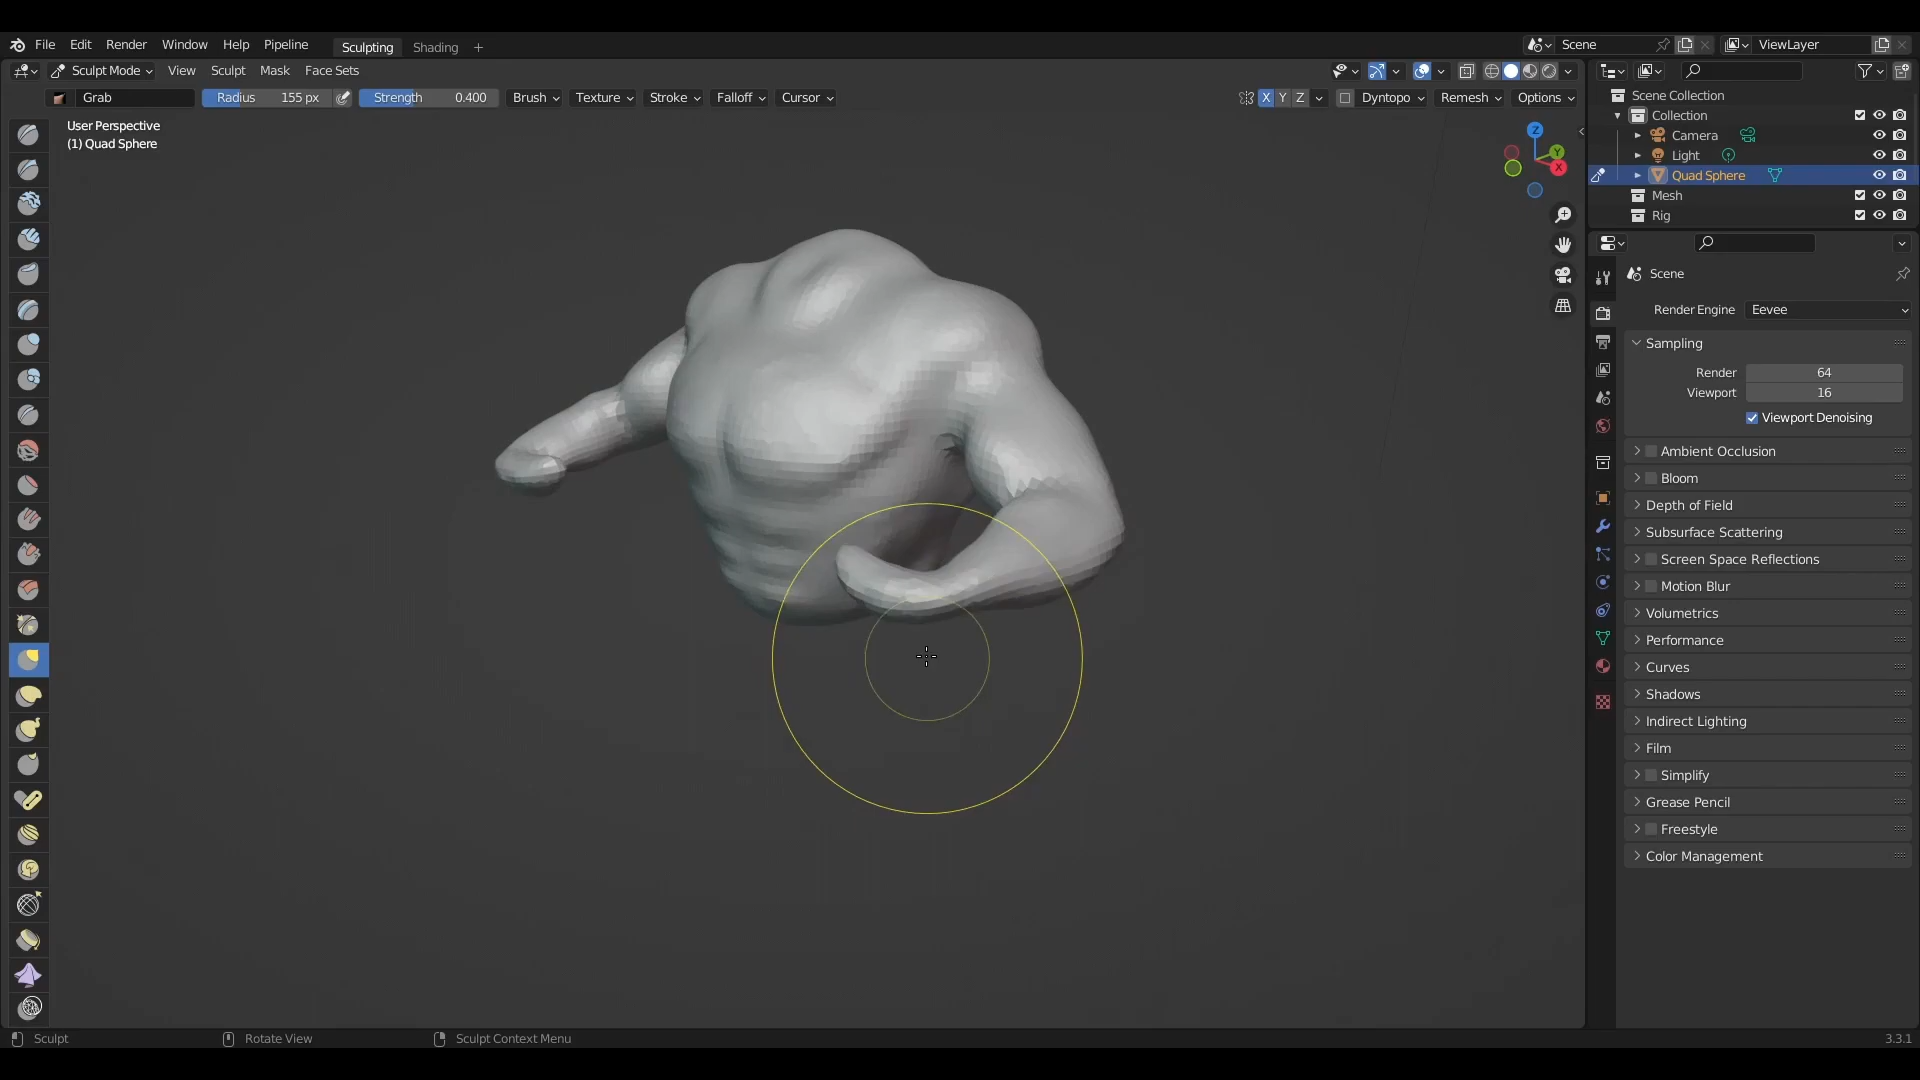 File Edit Render Window Help Pipeline Sculpting Shading + Scene ViewLayer
Sculpt Mode View Sculpt Mask Face Sets
Grab Radius 155 px Strength 0.400 Brush Texture Stroke Falloff Cursor X Y Z Dyntopo Remesh Options
User Perspective
(1) Quad Sphere
Z
Y
X
Scene Collection
Collection
Camera
Light
Quad Sphere
Mesh
Rig
Scene
Render Engine Eevee
Sampling
Render 64
Viewport 16
Viewport Denoising
Ambient Occlusion
Bloom
Depth of Field
Subsurface Scattering
Screen Space Reflections
Motion Blur
Volumetrics
Performance
Curves
Shadows
Indirect Lighting
Film
Simplify
Grease Pencil
Freestyle
Color Management
Sculpt Rotate View Sculpt Context Menu 3.3.1